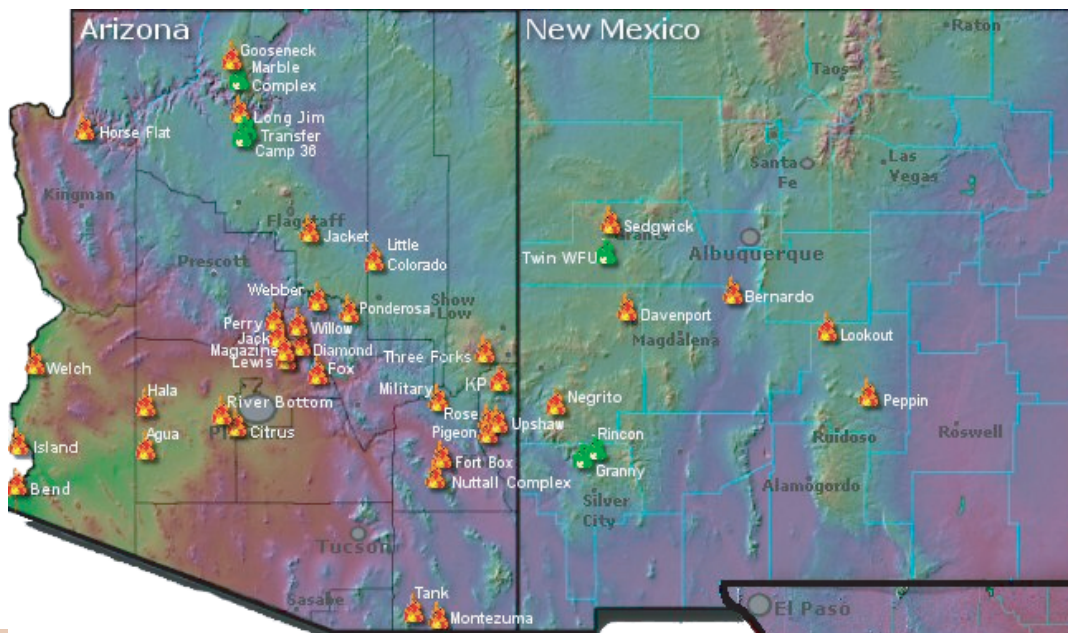 Arizona
New Mexico
Raton
Gooseneck
Marble
Complex
Taos
Long Jim
Transfer
Camp 36
Horse Flat
Santa
Fe
Las
Vegas
Kingman
Flagstaff
Jacket
Little
Colorado
Sedgwick
Grants
Twin WFU
Albuquerque
Prescott
Webber
Ponderosa
Show
Low
Bernardo
Davenport
Magdalena
Lookout
Perry
Willow
Jack
Magazine
Diamond
Lewis
Fox
Three Forks
KP
Welch
Hala
Military
River Bottom
Rose
Upshaw
Pigeon
Negrito
Peppin
Citrus
Agua
Island
Rincon
Granny
Ruidoso
Roswell
Fort Box
Nuttall Complex
Bend
Silver
City
Alamogordo
Tucson
Sasabe
Tank
Montezuma
El Paso